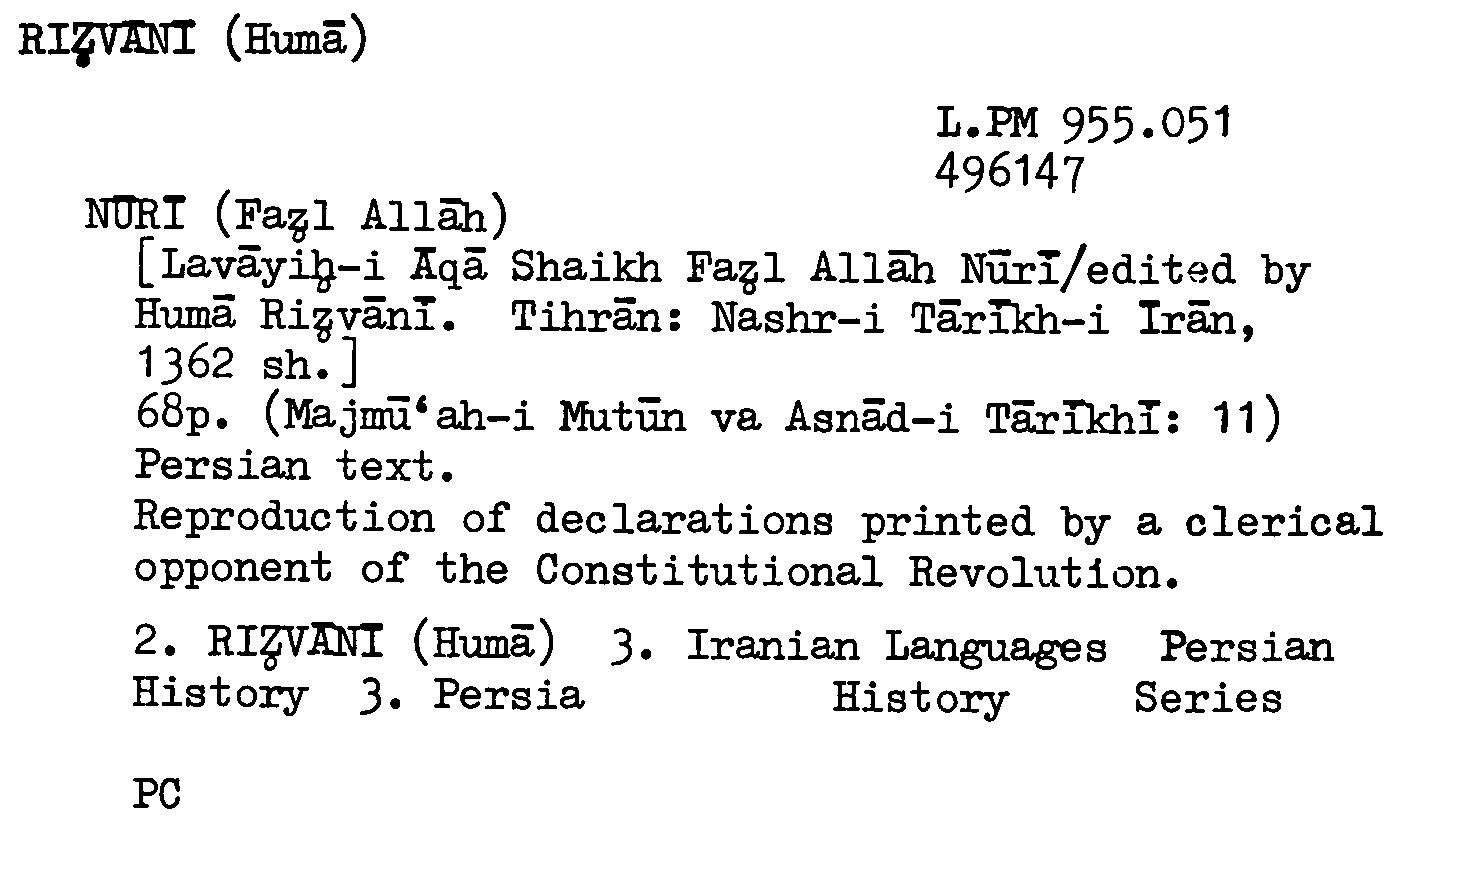 RIẒVĀNĪ (Humā)
L.PM 955.051
496147
NŪRĪ (Faẓl Allāh)
[Lavāyiḥ-i Āqā Shaikh Faẓl Allāh Nūrī/edited by
Humā Riẓvānī. Tihrān: Nashr-i Tārīkh-i Īrān,
1362 sh.]
68p. (Majmū‘ah-i Mutūn va Asnād-i Tārīkhī: 11)
Persian text.
Reproduction of declarations printed by a clerical
opponent of the Constitutional Revolution.
2. RIẒVĀNĪ (Humā) 3. Iranian Languages Persian
History 3. Persia History Series
PC